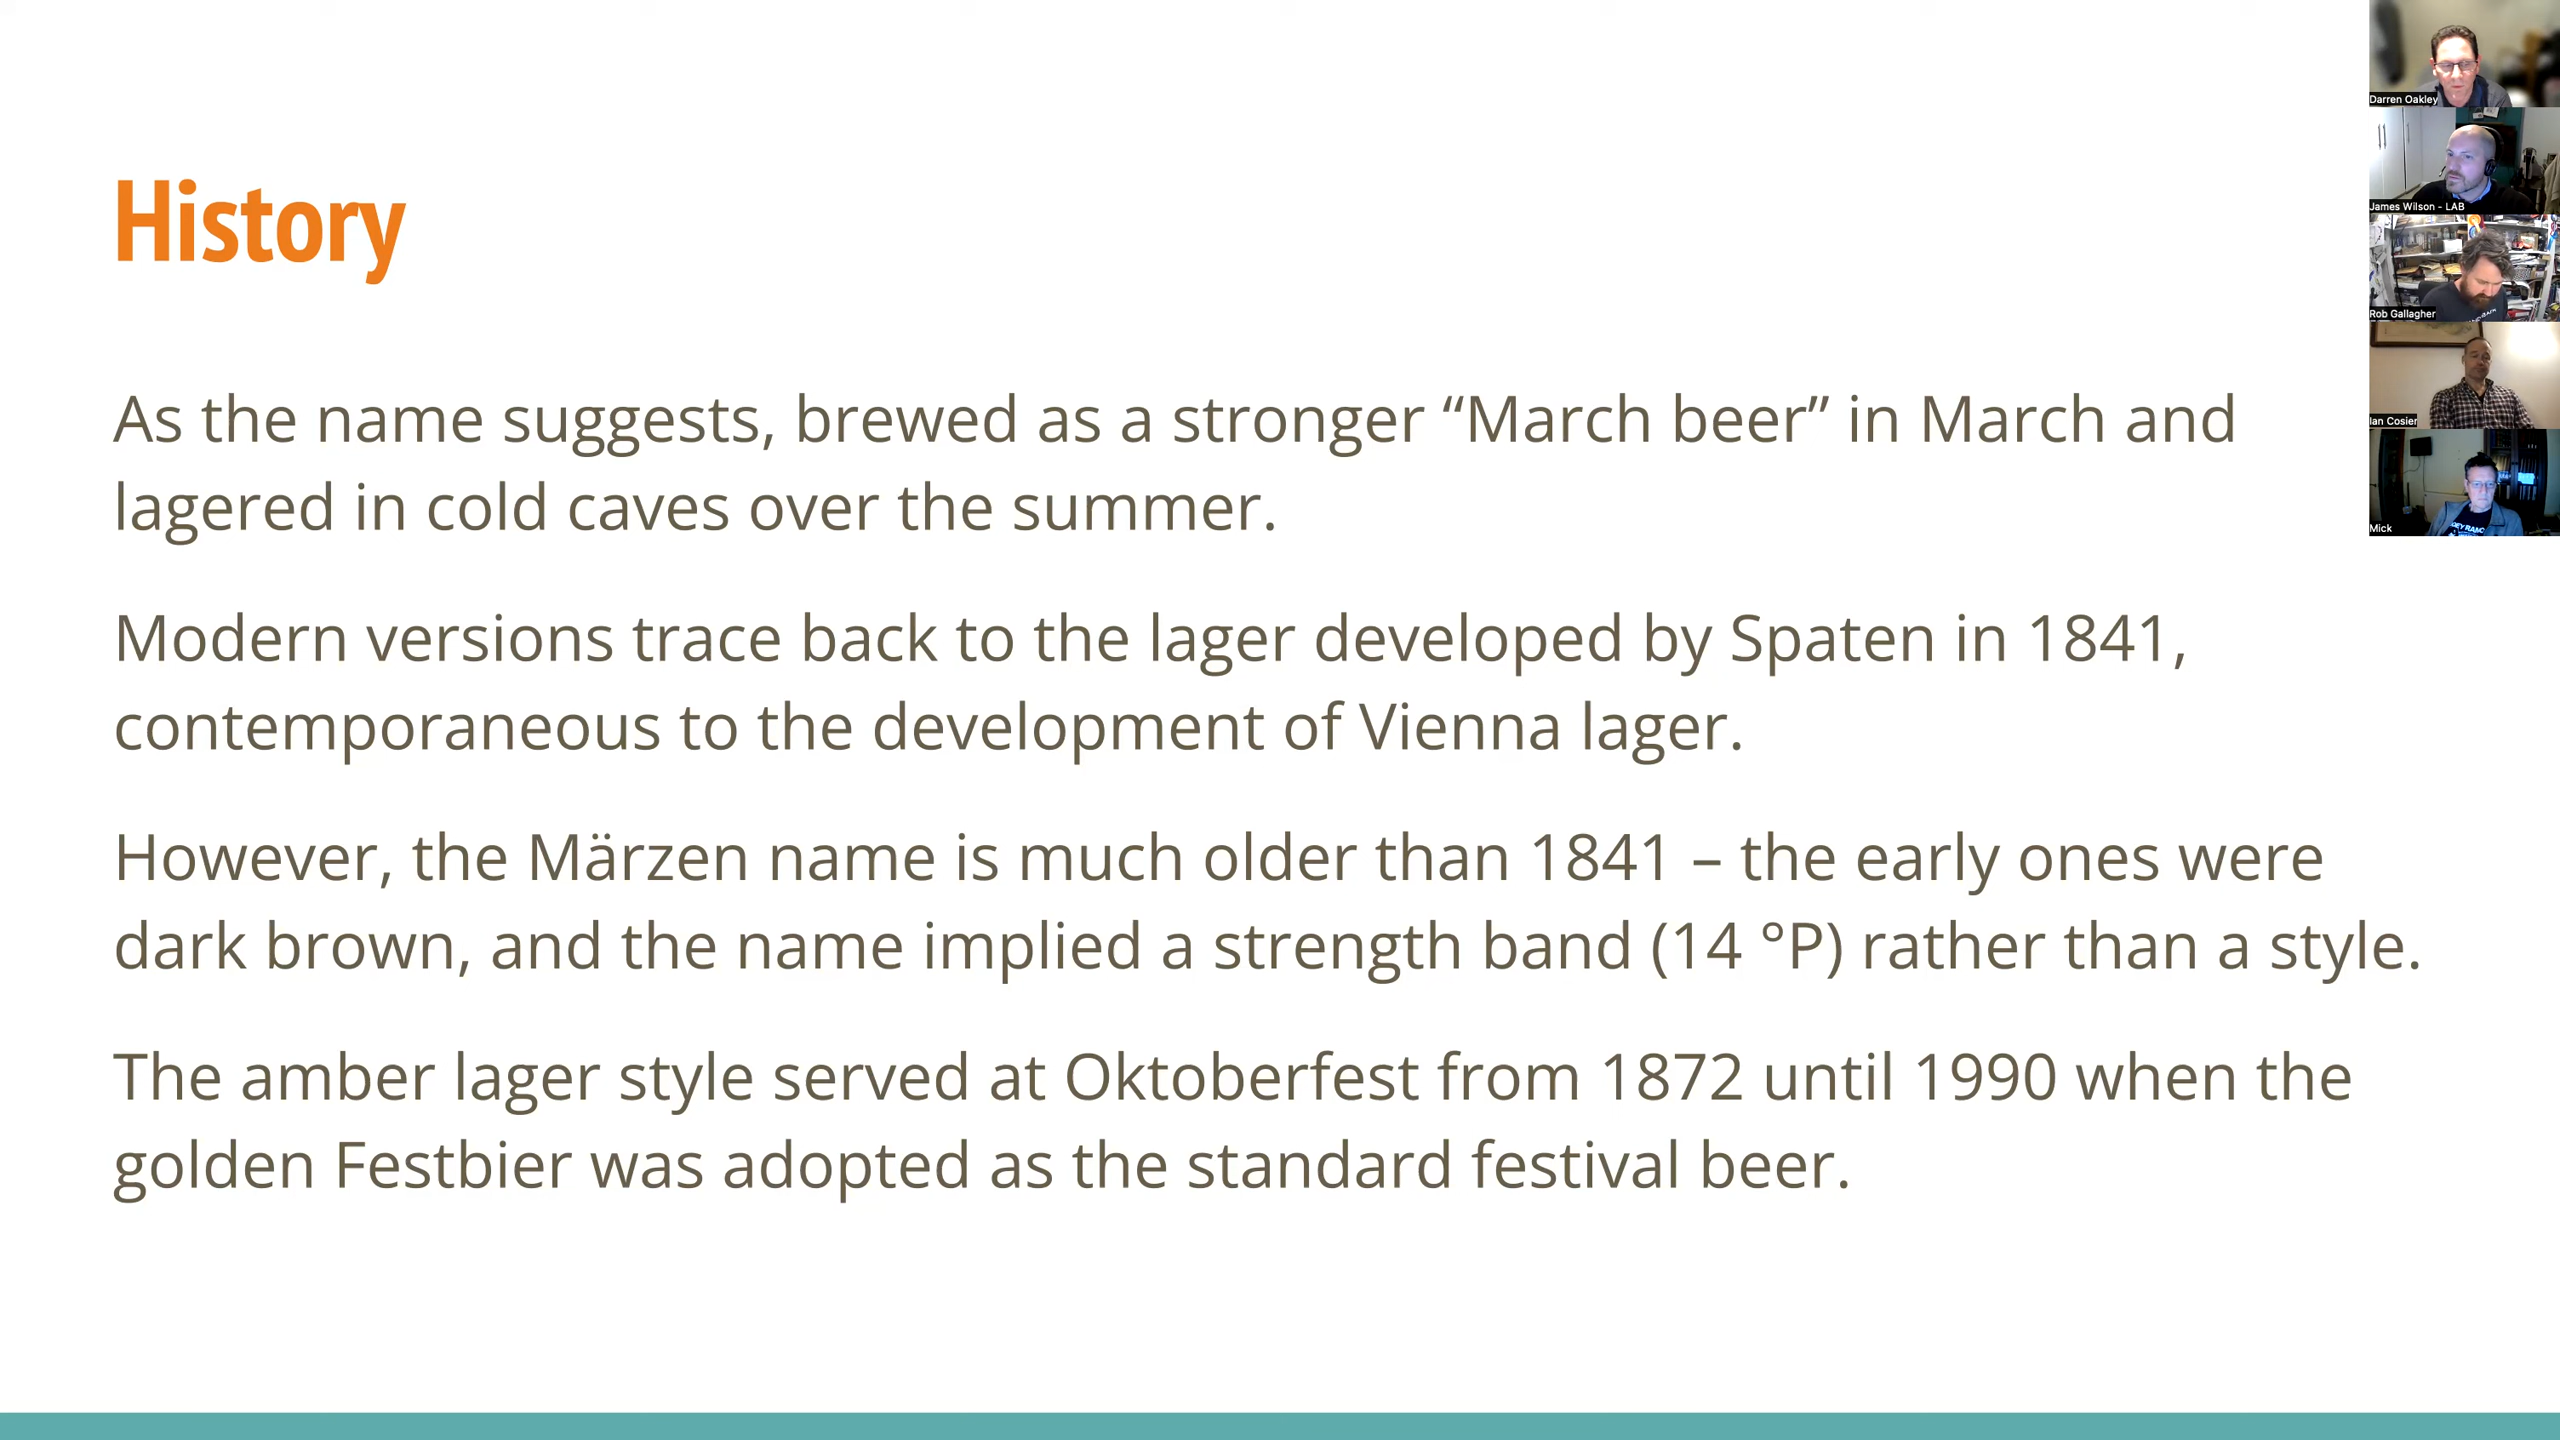 History
As the name suggests, brewed as a stronger “March beer” in March and
lagered in cold caves over the summer.
Modern versions trace back to the lager developed by Spaten in 1841,
contemporaneous to the development of Vienna lager.
However, the Märzen name is much older than 1841 – the early ones were
dark brown, and the name implied a strength band (14 °P) rather than a style.
The amber lager style served at Oktoberfest from 1872 until 1990 when the
golden Festbier was adopted as the standard festival beer.
Darren Oakley
James Wilson - LAB
Rob Gallagher
Ian Cosier
Mick